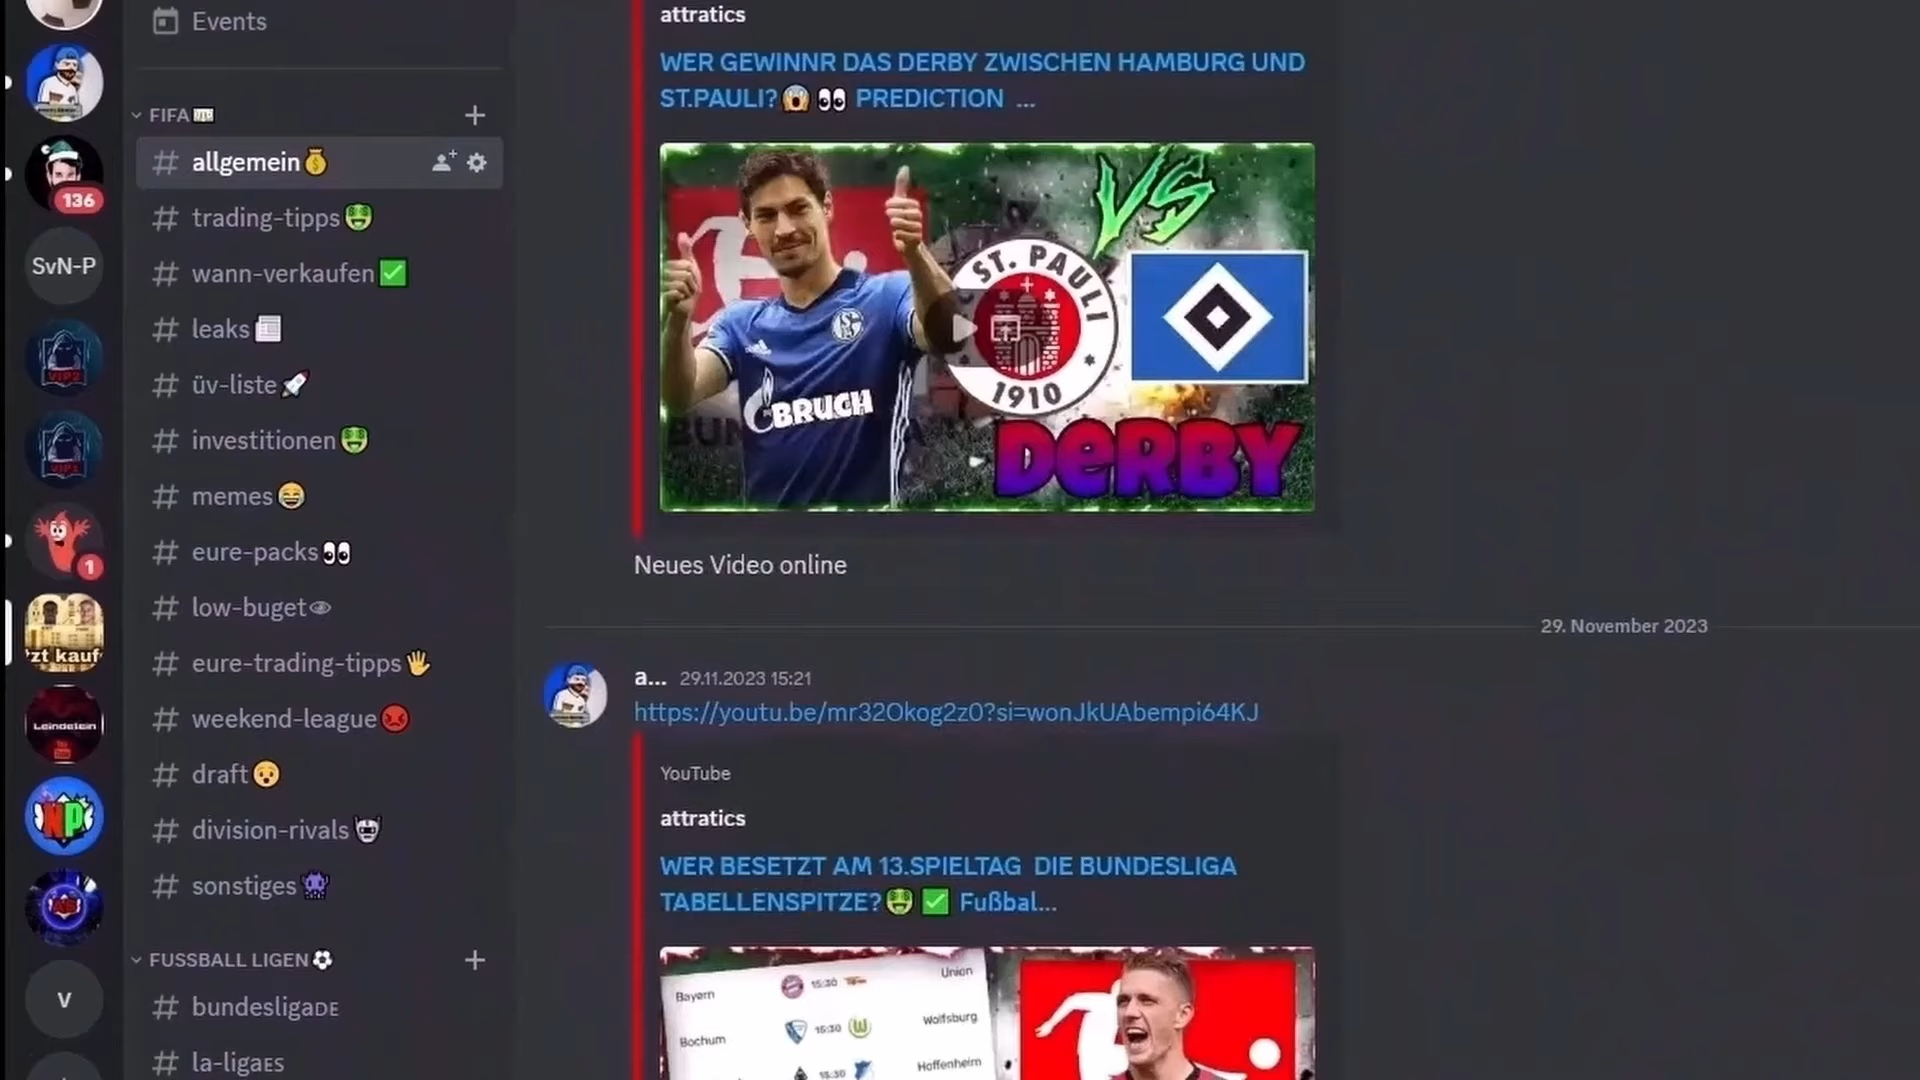 Events
FIFA
allgemein
trading-tipps
wann-verkaufen
leaks
üv-liste
investitionen
memes
eure-packs
low-buget
eure-trading-tipps
weekend-league
draft
division-rivals
sonstiges
FUSSBALL LIGEN
bundesligaDE
la-ligaES
136
SvN-P
VIP2
VIP1
1
zt kauf
Leindelein
NP
V
attratics
WER GEWINNR DAS DERBY ZWISCHEN HAMBURG UND
ST.PAULI?😱👀 PREDICTION ...
VS
ST. PAULI
1910
BRUCH
DERBY
Neues Video online
29. November 2023
a... 29.11.2023 15:21
https://youtu.be/mr32Okog2z0?si=wonJkUAbempi64KJ
YouTube
attratics
WER BESETZT AM 13.SPIELTAG DIE BUNDESLIGA
TABELLENSPITZE?🤑✅ Fußbal...
Bayern 15:30 Union
Bochum 15:30 Wolfsburg
15:30 Hoffenheim